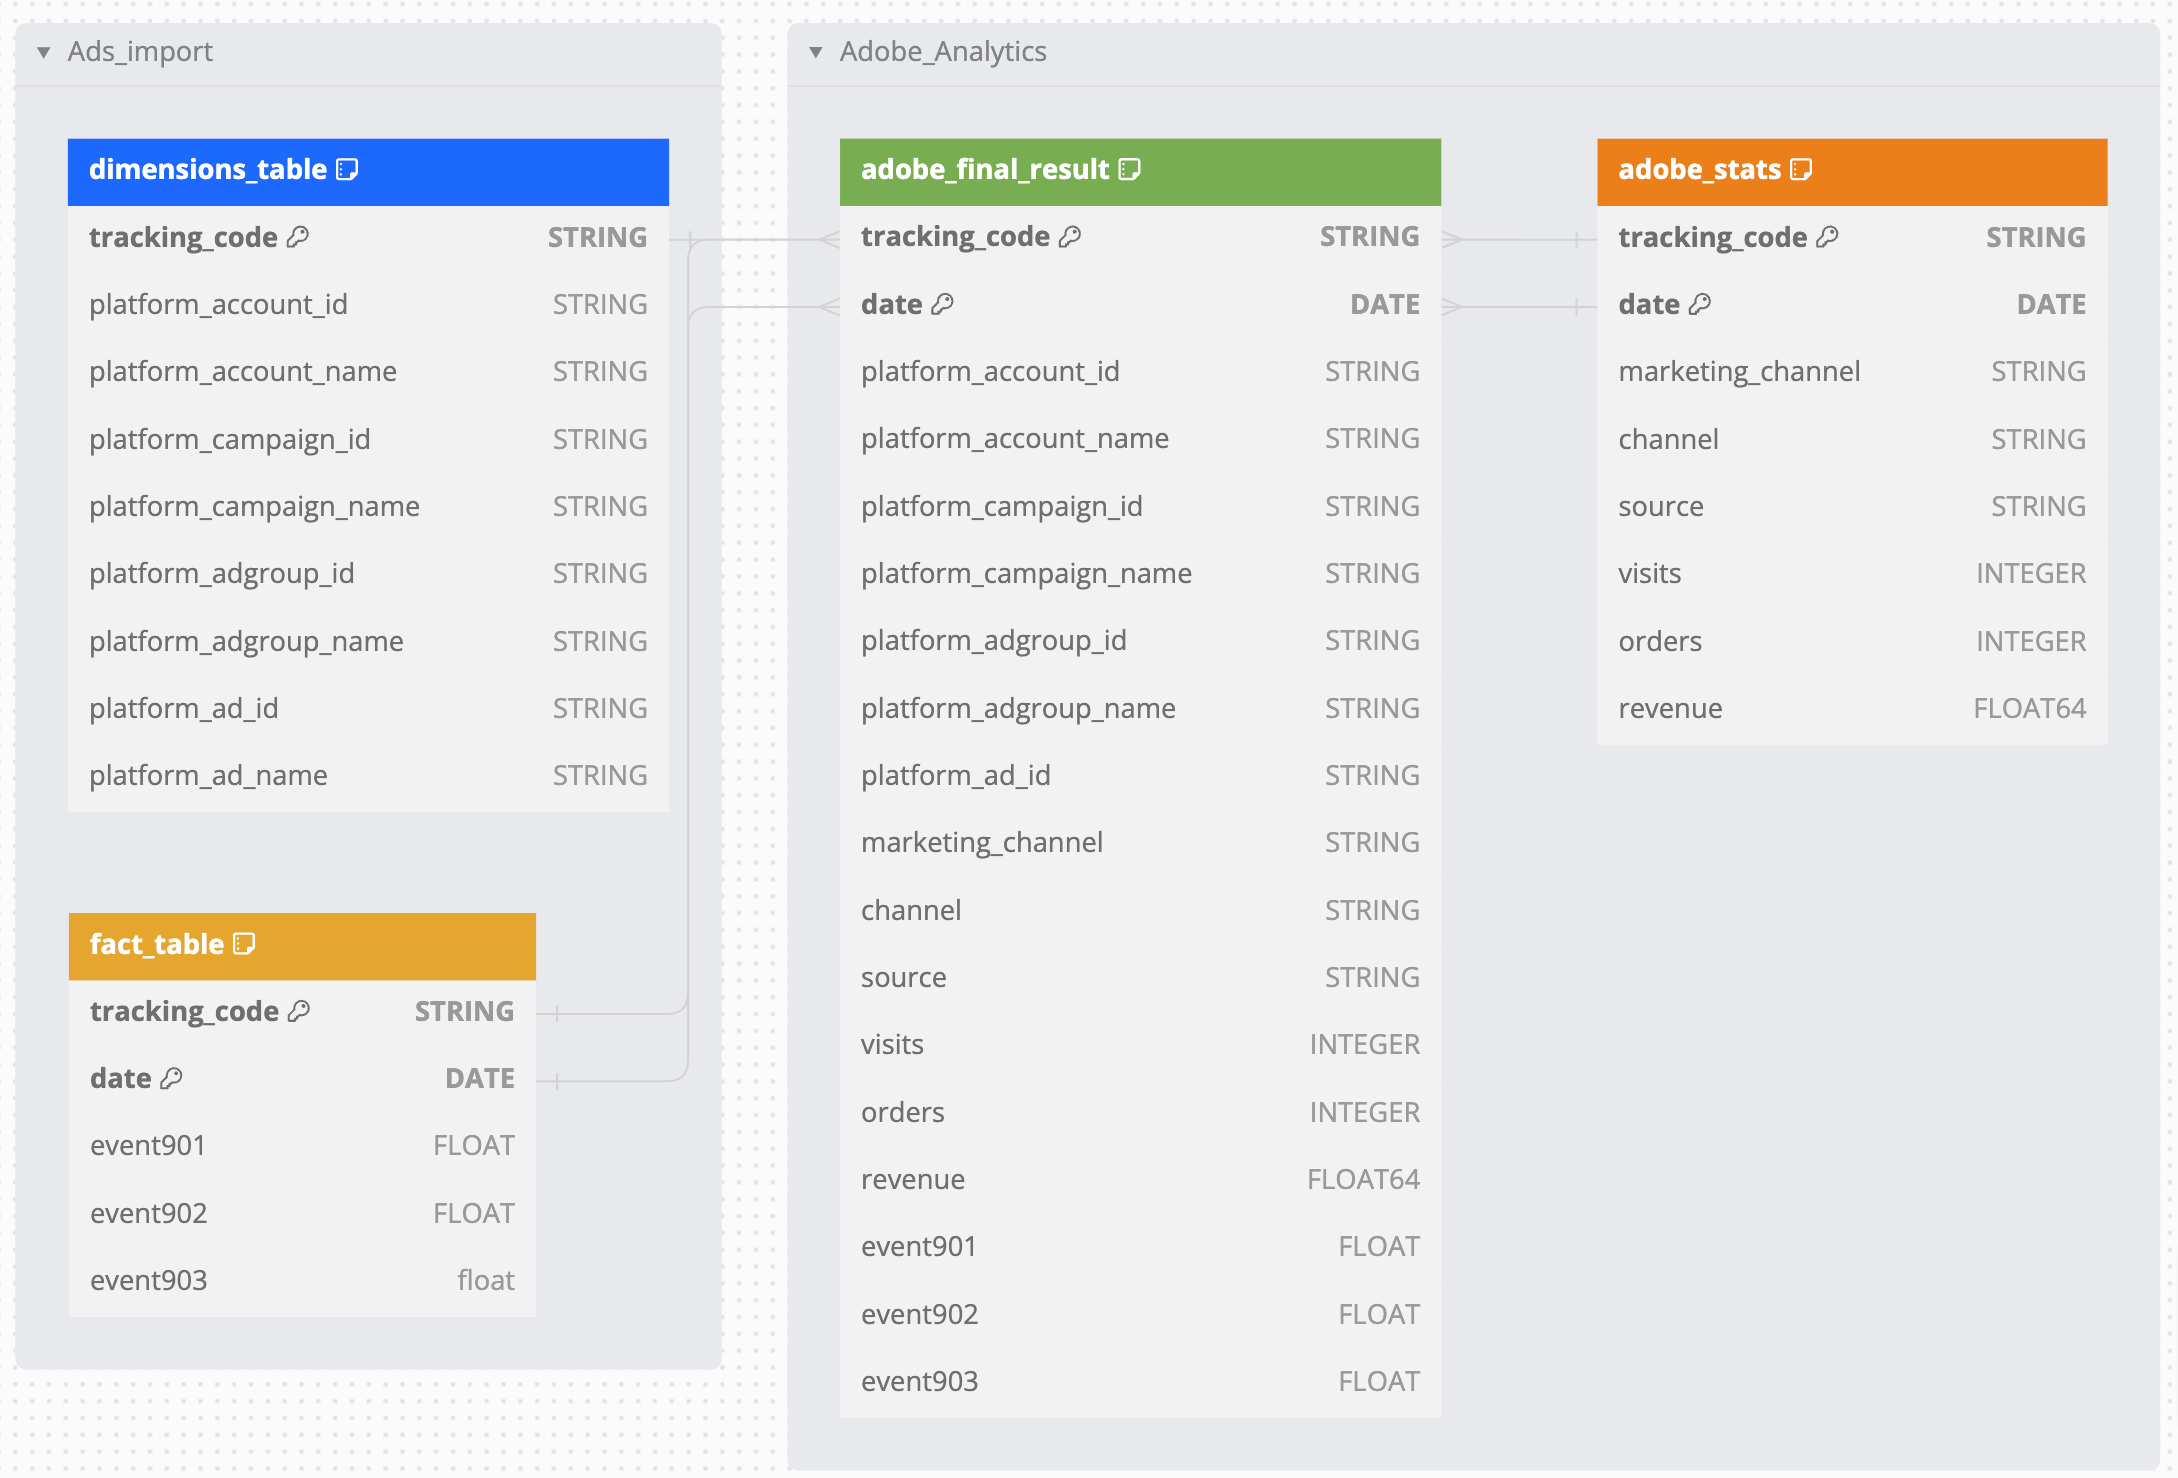 Ads_import
dimensions_table
tracking_code STRING
platform_account_id STRING
platform_account_name STRING
platform_campaign_id STRING
platform_campaign_name STRING
platform_adgroup_id STRING
platform_adgroup_name STRING
platform_ad_id STRING
platform_ad_name STRING
fact_table
tracking_code STRING
date DATE
event901 FLOAT
event902 FLOAT
event903 float
Adobe_Analytics
adobe_final_result
tracking_code STRING
date DATE
platform_account_id STRING
platform_account_name STRING
platform_campaign_id STRING
platform_campaign_name STRING
platform_adgroup_id STRING
platform_adgroup_name STRING
platform_ad_id STRING
marketing_channel STRING
channel STRING
source STRING
visits INTEGER
orders INTEGER
revenue FLOAT64
event901 FLOAT
event902 FLOAT
event903 FLOAT
adobe_stats
tracking_code STRING
date DATE
marketing_channel STRING
channel STRING
source STRING
visits INTEGER
orders INTEGER
revenue FLOAT64